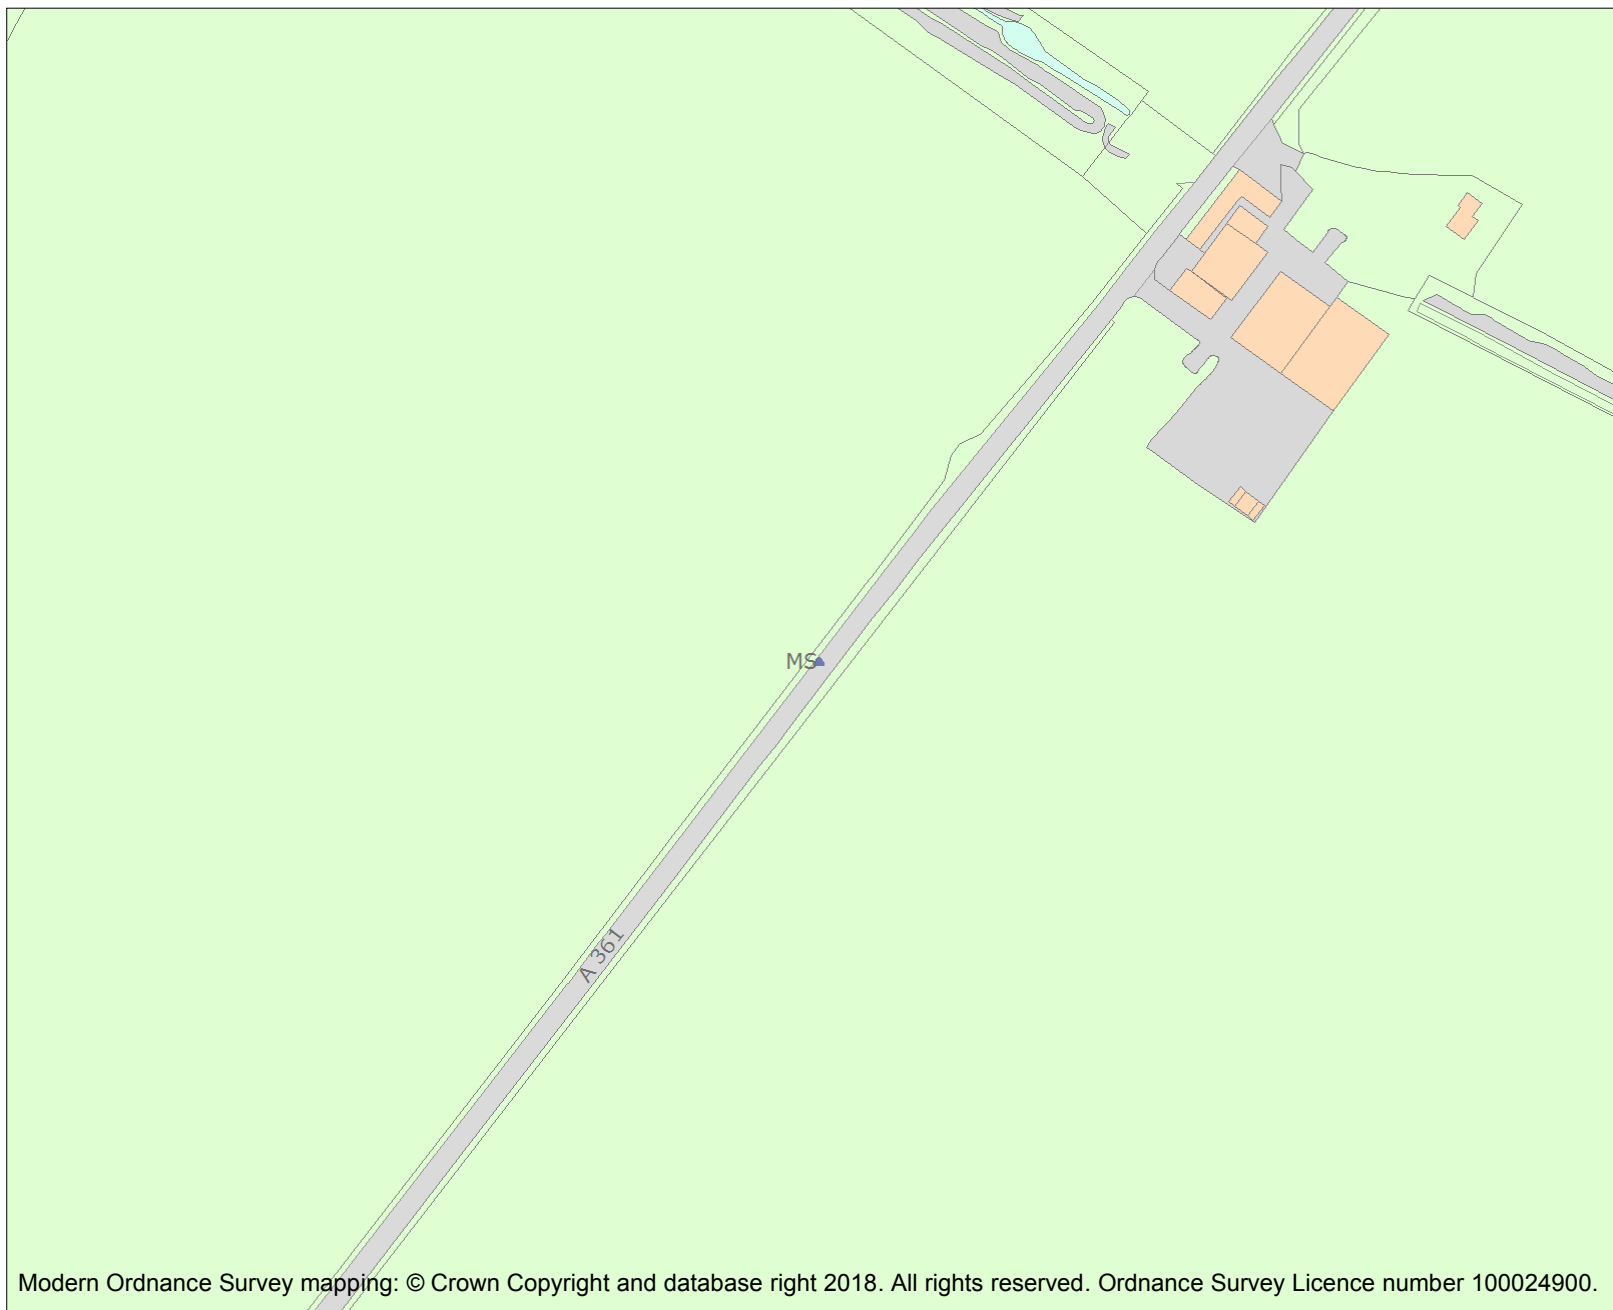 MS
A 361
Modern Ordnance Survey mapping: © Crown Copyright and database right 2018. All rights reserved. Ordnance Survey Licence number 100024900.